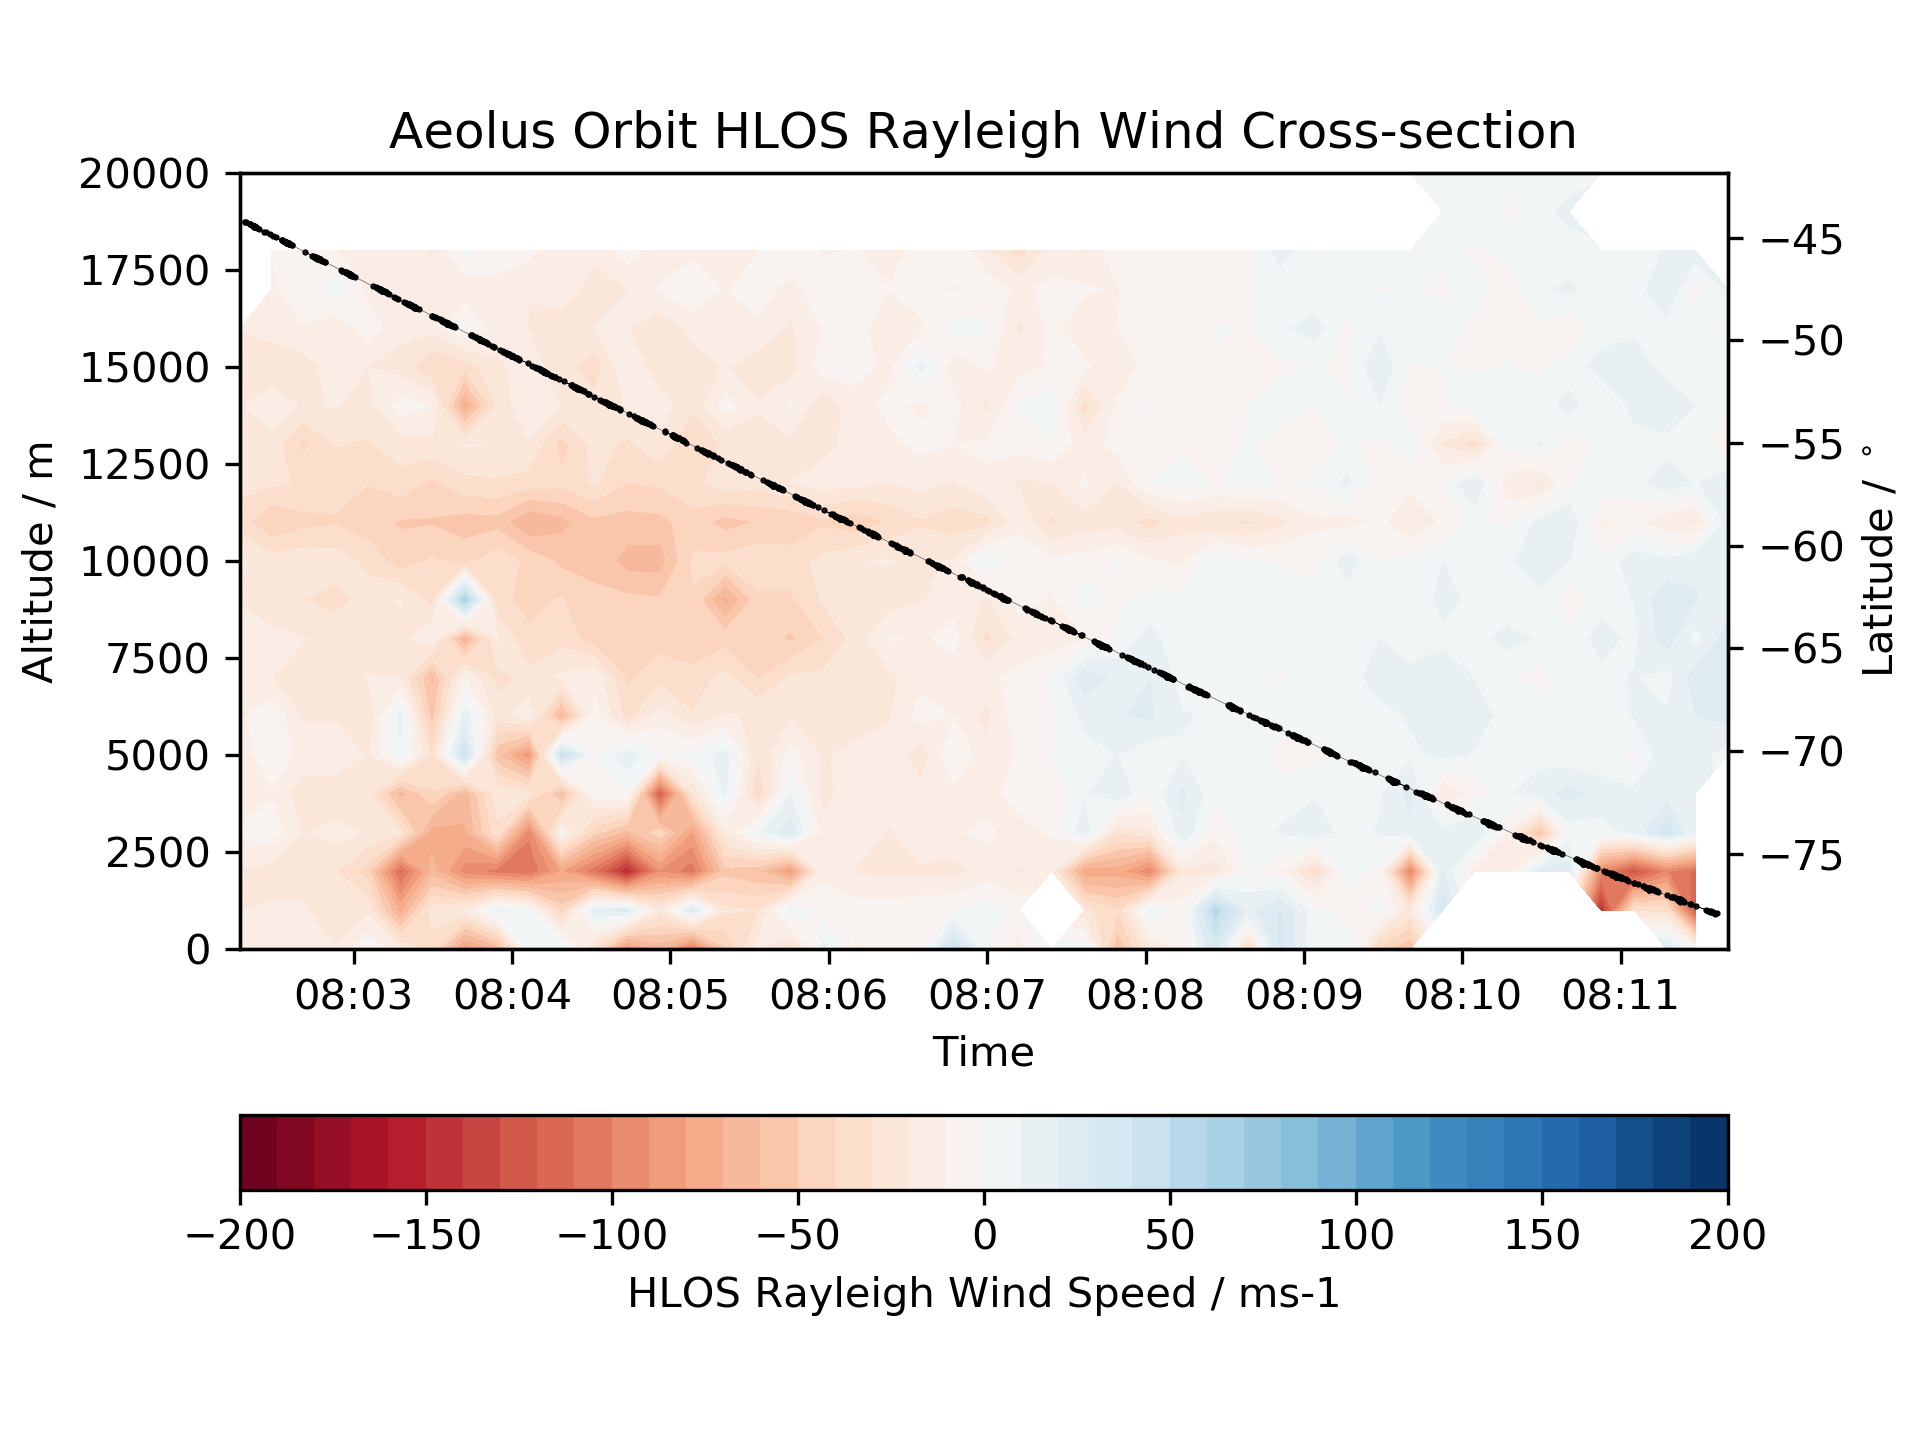 Aeolus Orbit HLOS Rayleigh Wind Cross-section
20000
17500
15000
12500
10000
7500
5000
2500
0
Altitude / m
−45
−50
−55
−60
−65
−70
−75
Latitude / °
08:03 08:04 08:05 08:06 08:07 08:08 08:09 08:10 08:11
Time
−200 −150 −100 −50 0 50 100 150 200
HLOS Rayleigh Wind Speed / ms-1